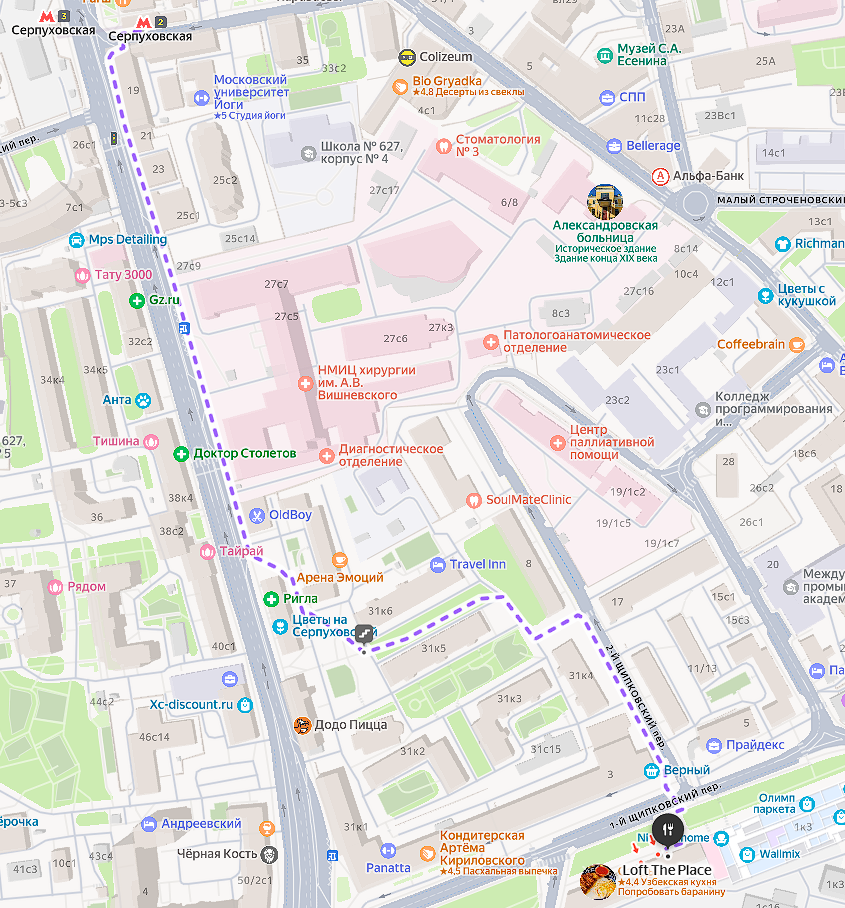 3
Серпуховская
2
Серпуховская
35
33с2
19
Московский
университет
Йоги
★5 Студия йоги
Colizeum
Bio Gryadka
★4,8 Десерты из свеклы
4с1
5
23А
Музей С.А.
Есенина
25А
СПП
11с28
23Вс1
Bellerage
14с1
Альфа-Банк
МАЛЫЙ СТРОЧЕНОВСКИЙ
26с1
21
23
Школа № 627,
корпус № 4
Стоматология
№ 3
27с17
6/8
25с2
3-5с3
7с1
25с1
Александровская
больница
Историческое здание
Здание конца XIX века
13с1
Mps Detailing
25с14
8с14
Richman
Тату 3000
27с9
27с7
10с4
12с1
Gz.ru
27с16
Цветы с
кукушкой
27с5
8с3
27с6
27к3
Патологоанатомическое
отделение
32с2
Coffeebrain
34к4
34к5
НМИЦ хирургии
им. А.В.
Вишневского
23с1
23с2
Анта
Колледж
программирования
и...
627,
Тишина
Диагностическое
отделение
Центр
паллиативной
помощи
Доктор Столетов
18с6
28
38к4
SoulMateClinic
19/1с2
26с2
36
38с2
OldBoy
19/1с5
26с1
Тайрай
19/1с7
Travel Inn
8
20
37
Рядом
Арена Эмоций
Ригла
17
15с1
15с3
31к6
Цветы на
40с1
31к5
2-й ЩИПКОВСКИЙ пер.
11/13
31к4
31к3
Xc-discount.ru
Додо Пицца
5
Прайдекс
46с14
31к2
31с15
3
Верный
1-й ЩИПКОВСКИЙ пер.
Олимп
паркета
Андреевский
31к1
1к3
Кондитерская
Артёма
Кириловского
★4,5 Пасхальная выпечка
Чёрная Кость
Panatta
Wallmix
41с3
10с1
4
50/2с1
Loft The Place
★4,4 Узбекская кухня
Попробовать баранину